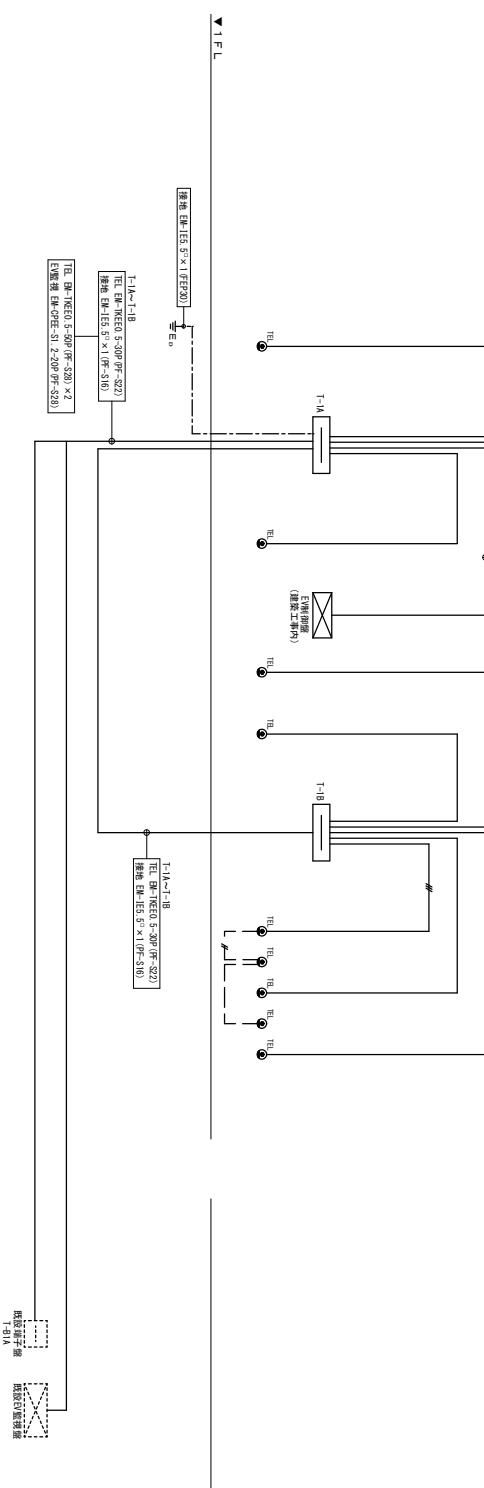 ▼1FL
接地 EM-IE5.5□×1(FEP30)
E D
T-1A～T-1B
TEL EM-TKEE0.5-30P(PF-S22)
接地 EM-IE5.5□×1(PF-S16)
TEL EM-TKEE0.5-50P(PF-S28)×2
EV監視 EM-CPEE-S1.2-20P(PF-S28)
TEL
T-1A
TEL
EV制御盤
(建築工事内)
TEL
TEL
T-1B
T-1A～T-1B
TEL EM-TKEE0.5-30P(PF-S22)
接地 EM-IE5.5□×1(PF-S16)
TEL
TEL
TEL
TEL
TEL
既設端子盤
T-B1A
既設EV監視盤